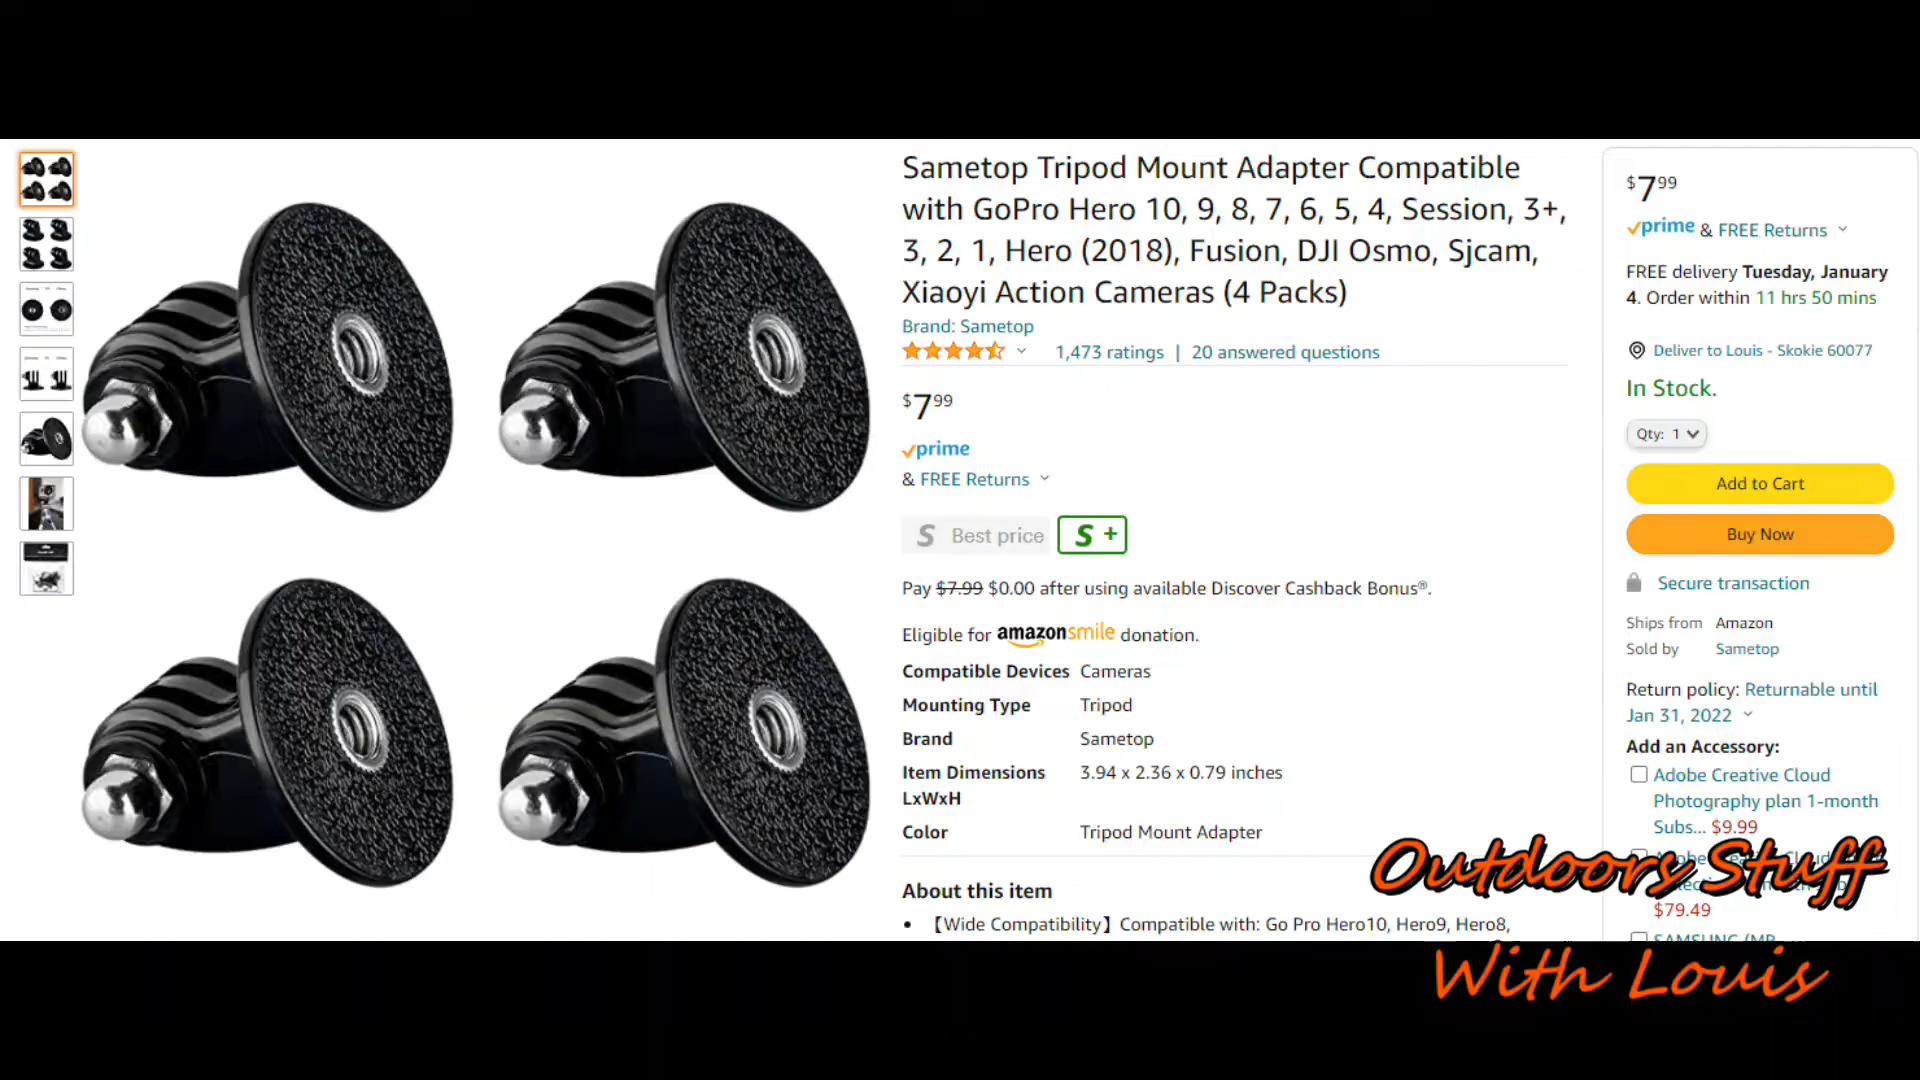 Sametop Tripod Mount Adapter Compatible
with GoPro Hero 10, 9, 8, 7, 6, 5, 4, Session, 3+,
3, 2, 1, Hero (2018), Fusion, DJI Osmo, Sjcam,
Xiaoyi Action Cameras (4 Packs)
Brand: Sametop
1,473 ratings | 20 answered questions
$7.99
prime
& FREE Returns
S Best price S +
Pay $7.99 $0.00 after using available Discover Cashback Bonus®.
Eligible for amazonsmile donation.
Compatible Devices Cameras
Mounting Type Tripod
Brand Sametop
Item Dimensions 3.94 x 2.36 x 0.79 inches
LxWxH
Color Tripod Mount Adapter
About this item
• 【Wide Compatibility】Compatible with: Go Pro Hero10, Hero9, Hero8,
$7.99
prime & FREE Returns
FREE delivery Tuesday, January
4. Order within 11 hrs 50 mins
Deliver to Louis - Skokie 60077
In Stock.
Qty: 1
Add to Cart
Buy Now
Secure transaction
Ships from Amazon
Sold by Sametop
Return policy: Returnable until
Jan 31, 2022
Add an Accessory:
Adobe Creative Cloud
Photography plan 1-month
Subs... $9.99
$79.49
Outdoors Stuff
With Louis